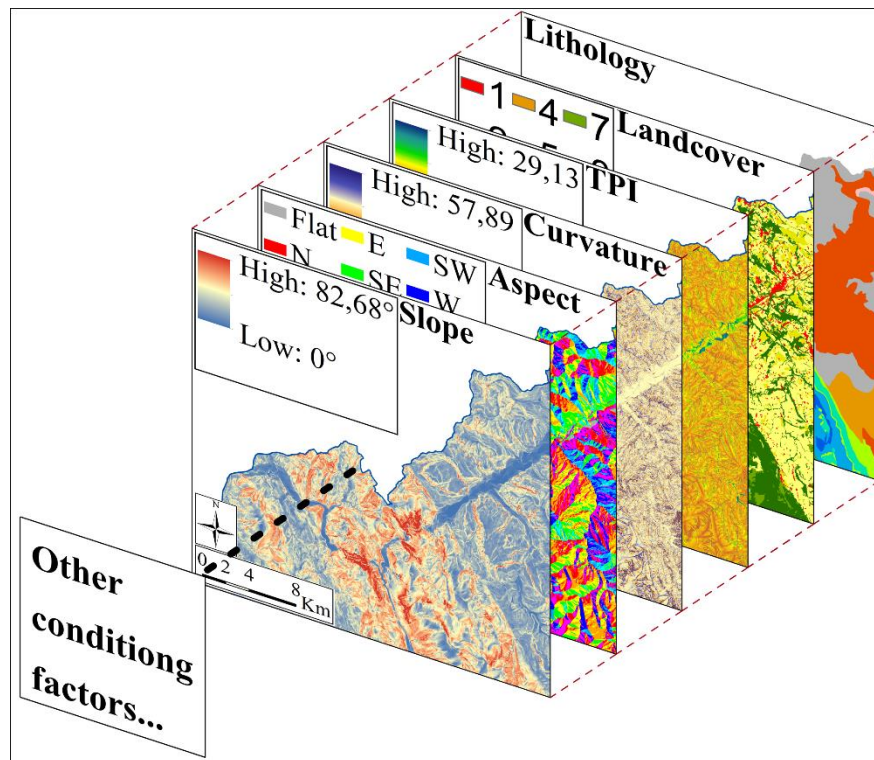 Lithology
1 4 7
Landcover
High: 29,13
TPI
High: 57,89
Curvature
Flat E SW
N SE W
Aspect
High: 82,68°
Low: 0°
Slope
N
0 2 4 8
Km
Other
conditiong
factors...